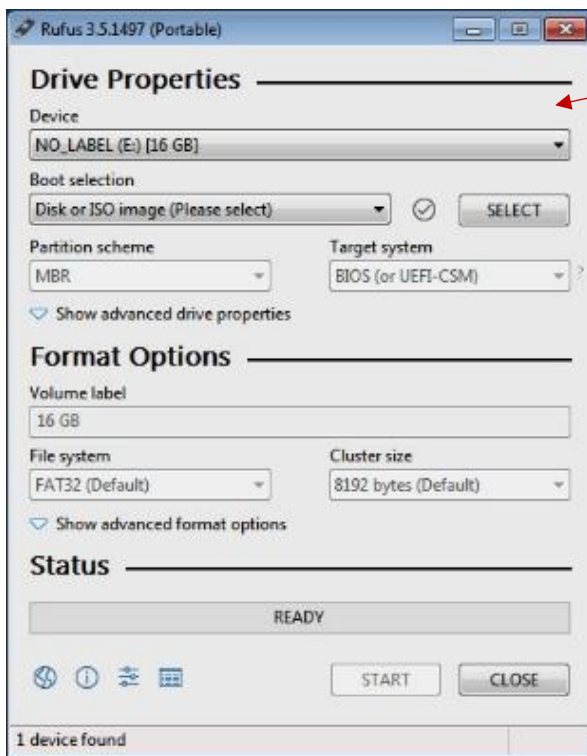 Rufus 3.5.1497 (Portable)
Drive Properties
Device
NO_LABEL (E:) [16 GB]
Boot selection
Disk or ISO image (Please select)
SELECT
Partition scheme
Target system
MBR
BIOS (or UEFI-CSM)
?
Show advanced drive properties
Format Options
Volume label
16 GB
File system
Cluster size
FAT32 (Default)
8192 bytes (Default)
Show advanced format options
Status
READY
START
CLOSE
1 device found